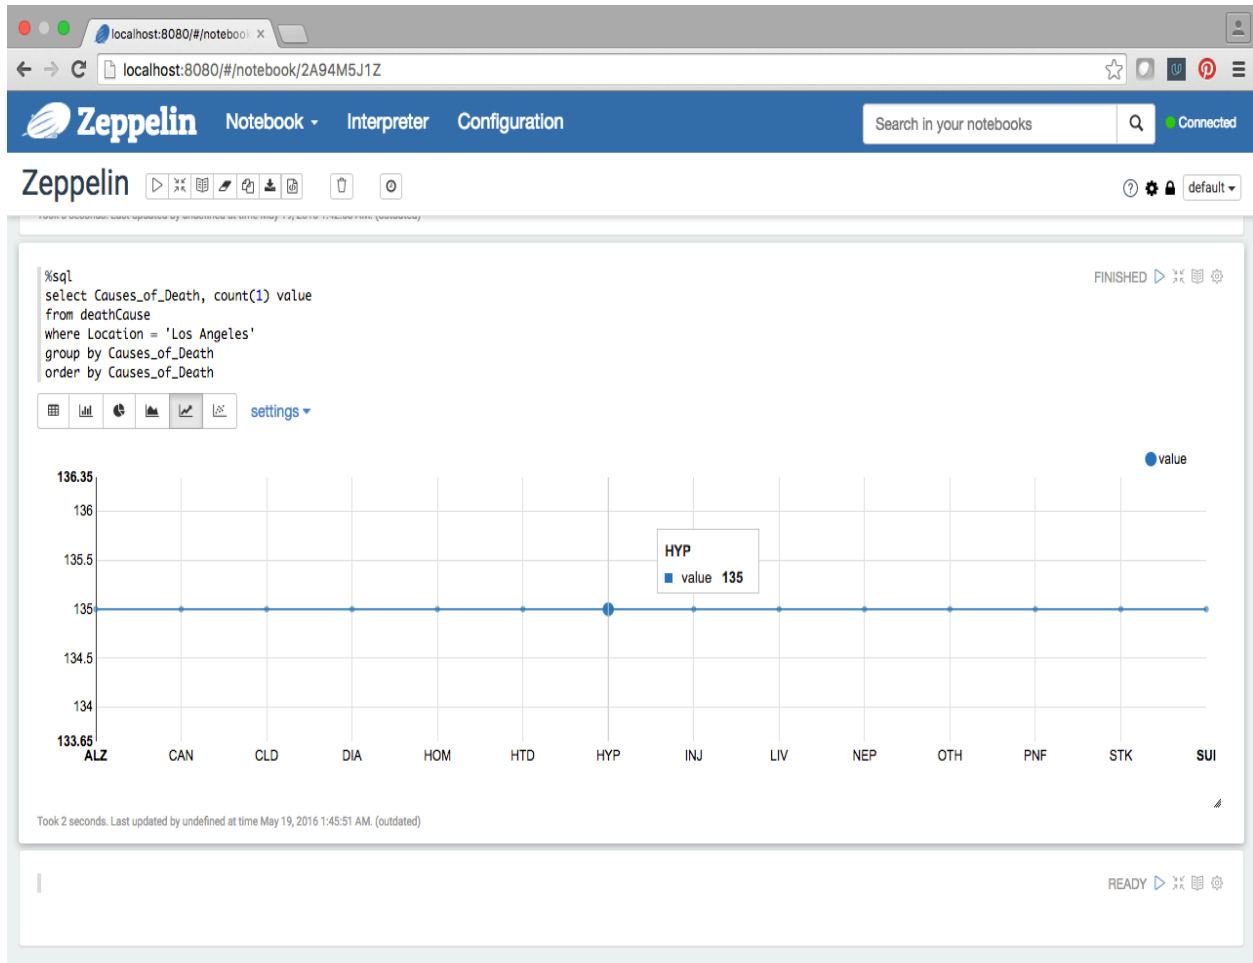 localhost:8080/#/notebook
localhost:8080/#/notebook/2A94M5J1Z
Zeppelin Notebook Interpreter Configuration Search in your notebooks Connected
Zeppelin default
%sql FINISHED
select Causes_of_Death, count(1) value
from deathCause
where Location = 'Los Angeles'
group by Causes_of_Death
order by Causes_of_Death
settings
value
136.35
136
135.5
135
134.5
134
133.65
HYP
value 135
ALZ CAN CLD DIA HOM HTD HYP INJ LIV NEP OTH PNF STK SUI
Took 2 seconds. Last updated by undefined at time May 19, 2016 1:45:51 AM. (outdated)
READY